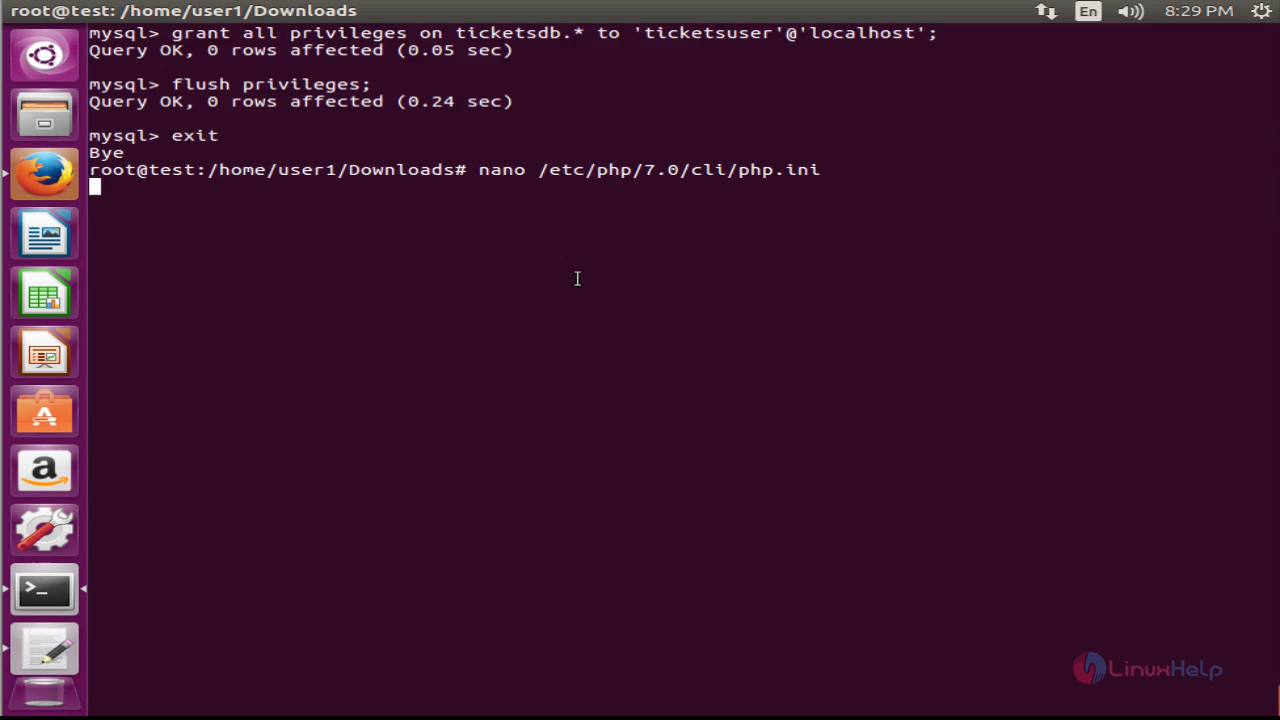 root@test: /home/user1/Downloads
En
8:29 PM
mysql> grant all privileges on ticketsdb.* to 'ticketsuser'@'localhost';
Query OK, 0 rows affected (0.05 sec)
mysql> flush privileges;
Query OK, 0 rows affected (0.24 sec)
mysql> exit
Bye
root@test:/home/user1/Downloads# nano /etc/php/7.0/cli/php.ini
A
a
>_
LinuxHelp